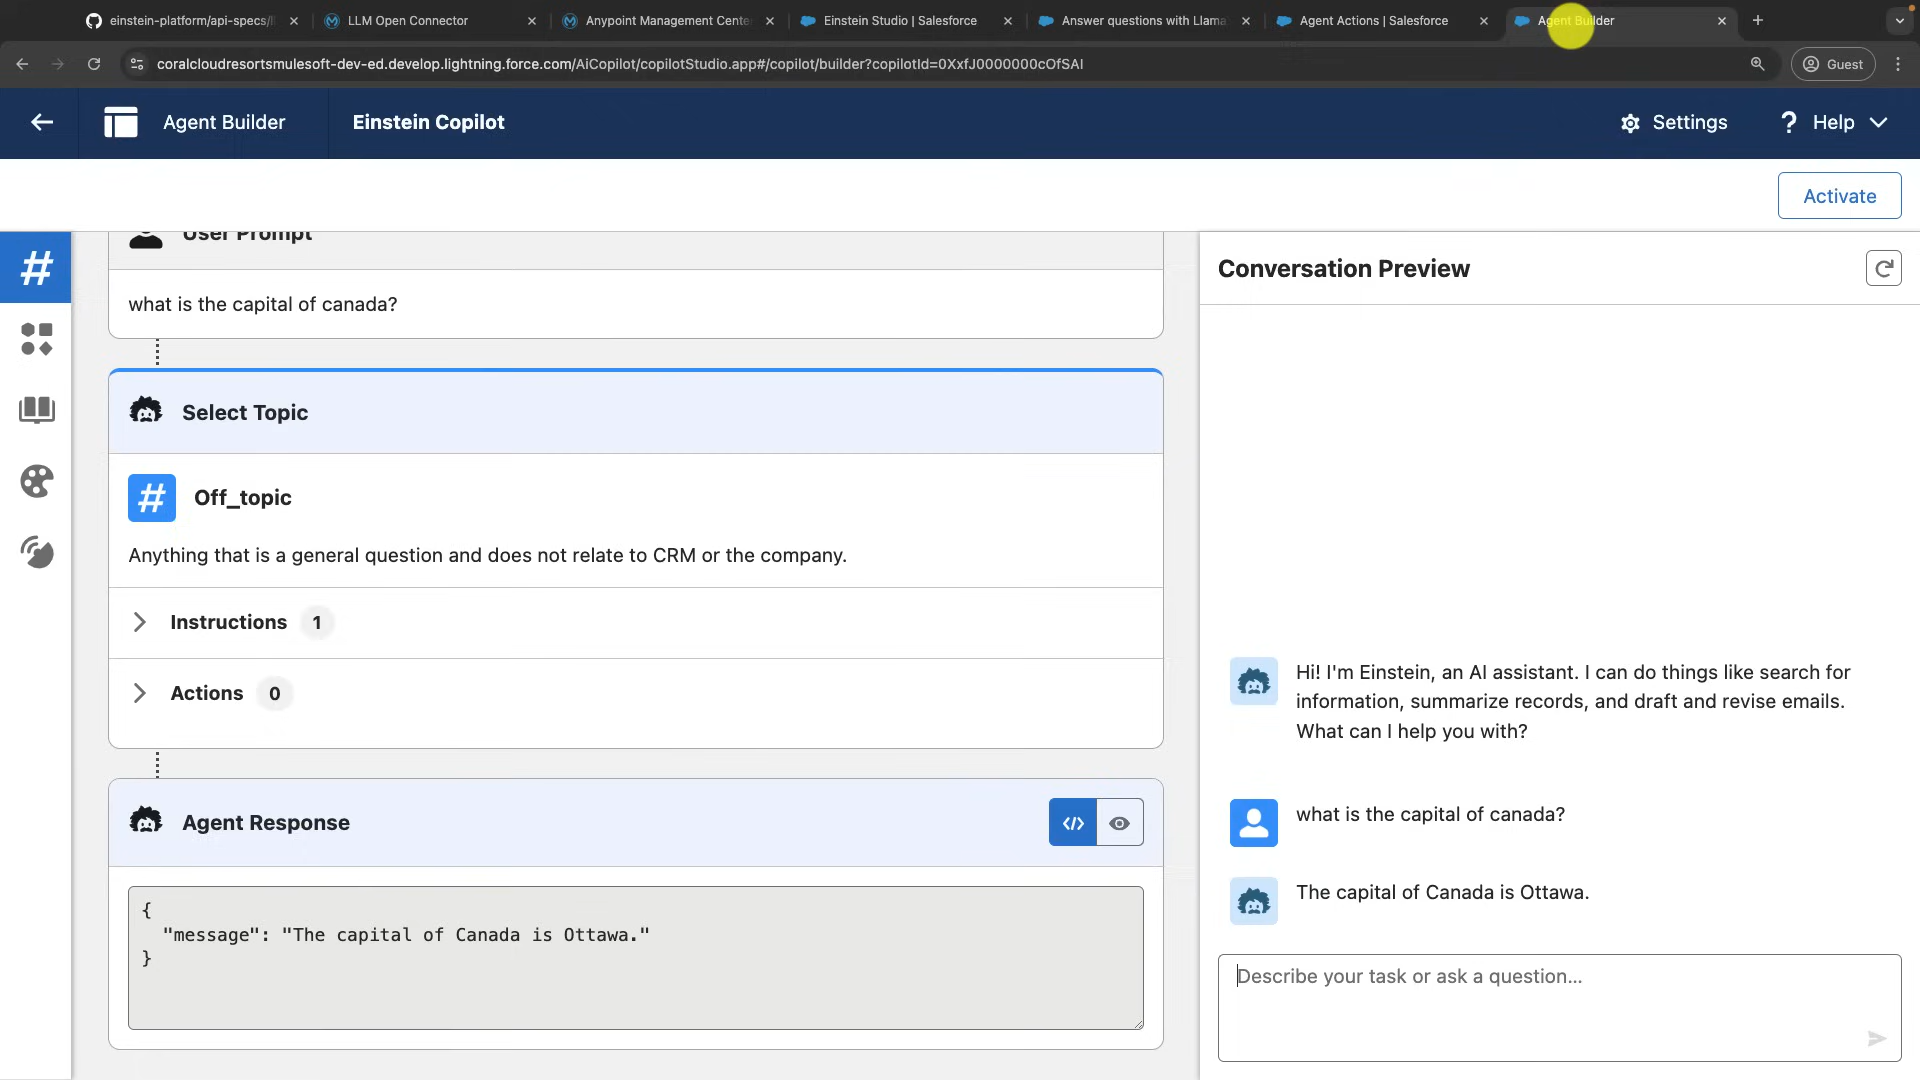 einstein-platform/api-specs/
LLM Open Connector
Anypoint Management Cente
Einstein Studio | Salesforce
Answer questions with Llama
Agent Actions | Salesforce
Agent Builder
coralcloudresortsmulesoft-dev-ed.develop.lightning.force.com/AiCopilot/copilotStudio.app#/copilot/builder?copilotId=0XxfJ0000000cOfSAI
Guest
Agent Builder
Einstein Copilot
Settings
? Help
Activate
#
User Prompt
what is the capital of canada?
Select Topic
# Off_topic
Anything that is a general question and does not relate to CRM or the company.
Instructions 1
Actions 0
Agent Response
</>
{
"message": "The capital of Canada is Ottawa."
}
Conversation Preview
Hi! I'm Einstein, an AI assistant. I can do things like search for
information, summarize records, and draft and revise emails.
What can I help you with?
what is the capital of canada?
The capital of Canada is Ottawa.
Describe your task or ask a question...